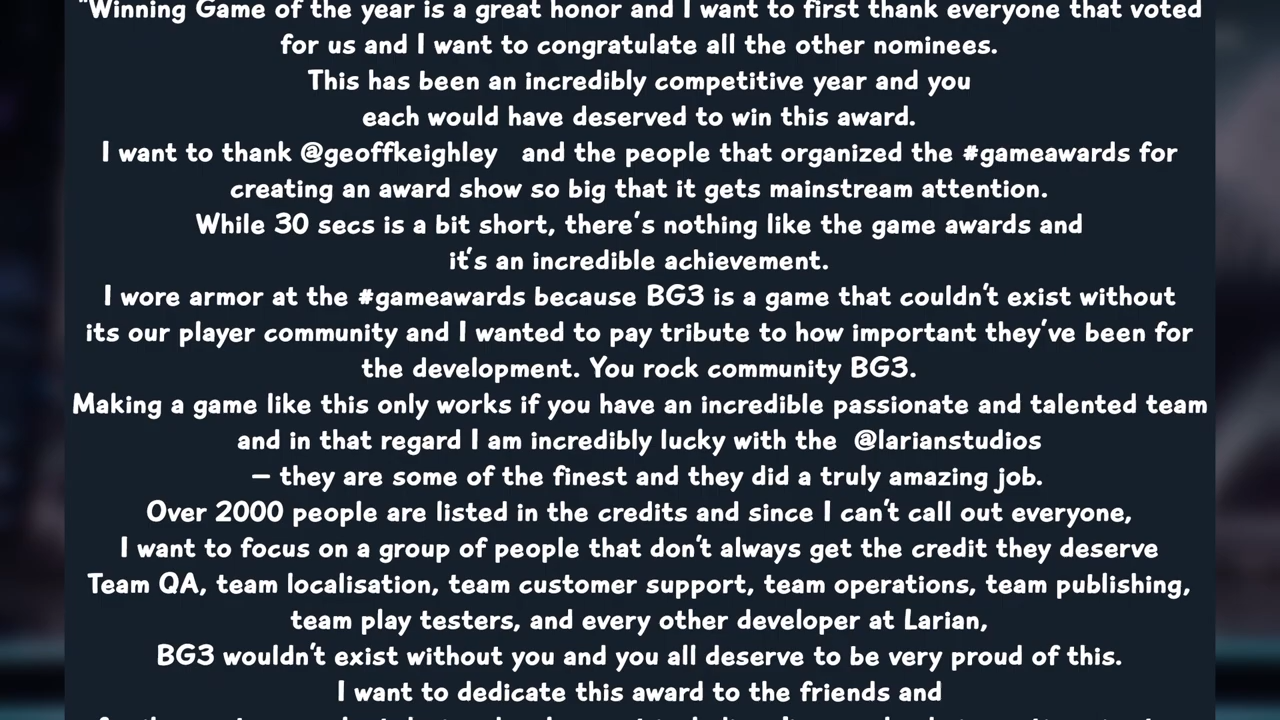 "Winning Game of the year is a great honor and I want to first thank everyone that voted
for us and I want to congratulate all the other nominees.
This has been an incredibly competitive year and you
each would have deserved to win this award.
I want to thank @geoffkeighley and the people that organized the #gameawards for
creating an award show so big that it gets mainstream attention.
While 30 secs is a bit short, there's nothing like the game awards and
it's an incredible achievement.
I wore armor at the #gameawards because BG3 is a game that couldn't exist without
its our player community and I wanted to pay tribute to how important they've been for
the development. You rock community BG3.
Making a game like this only works if you have an incredible passionate and talented team
and in that regard I am incredibly lucky with the @larianstudios
– they are some of the finest and they did a truly amazing job.
Over 2000 people are listed in the credits and since I can't call out everyone,
I want to focus on a group of people that don't always get the credit they deserve
Team QA, team localisation, team customer support, team operations, team publishing,
team play testers, and every other developer at Larian,
BG3 wouldn't exist without you and you all deserve to be very proud of this.
I want to dedicate this award to the friends and